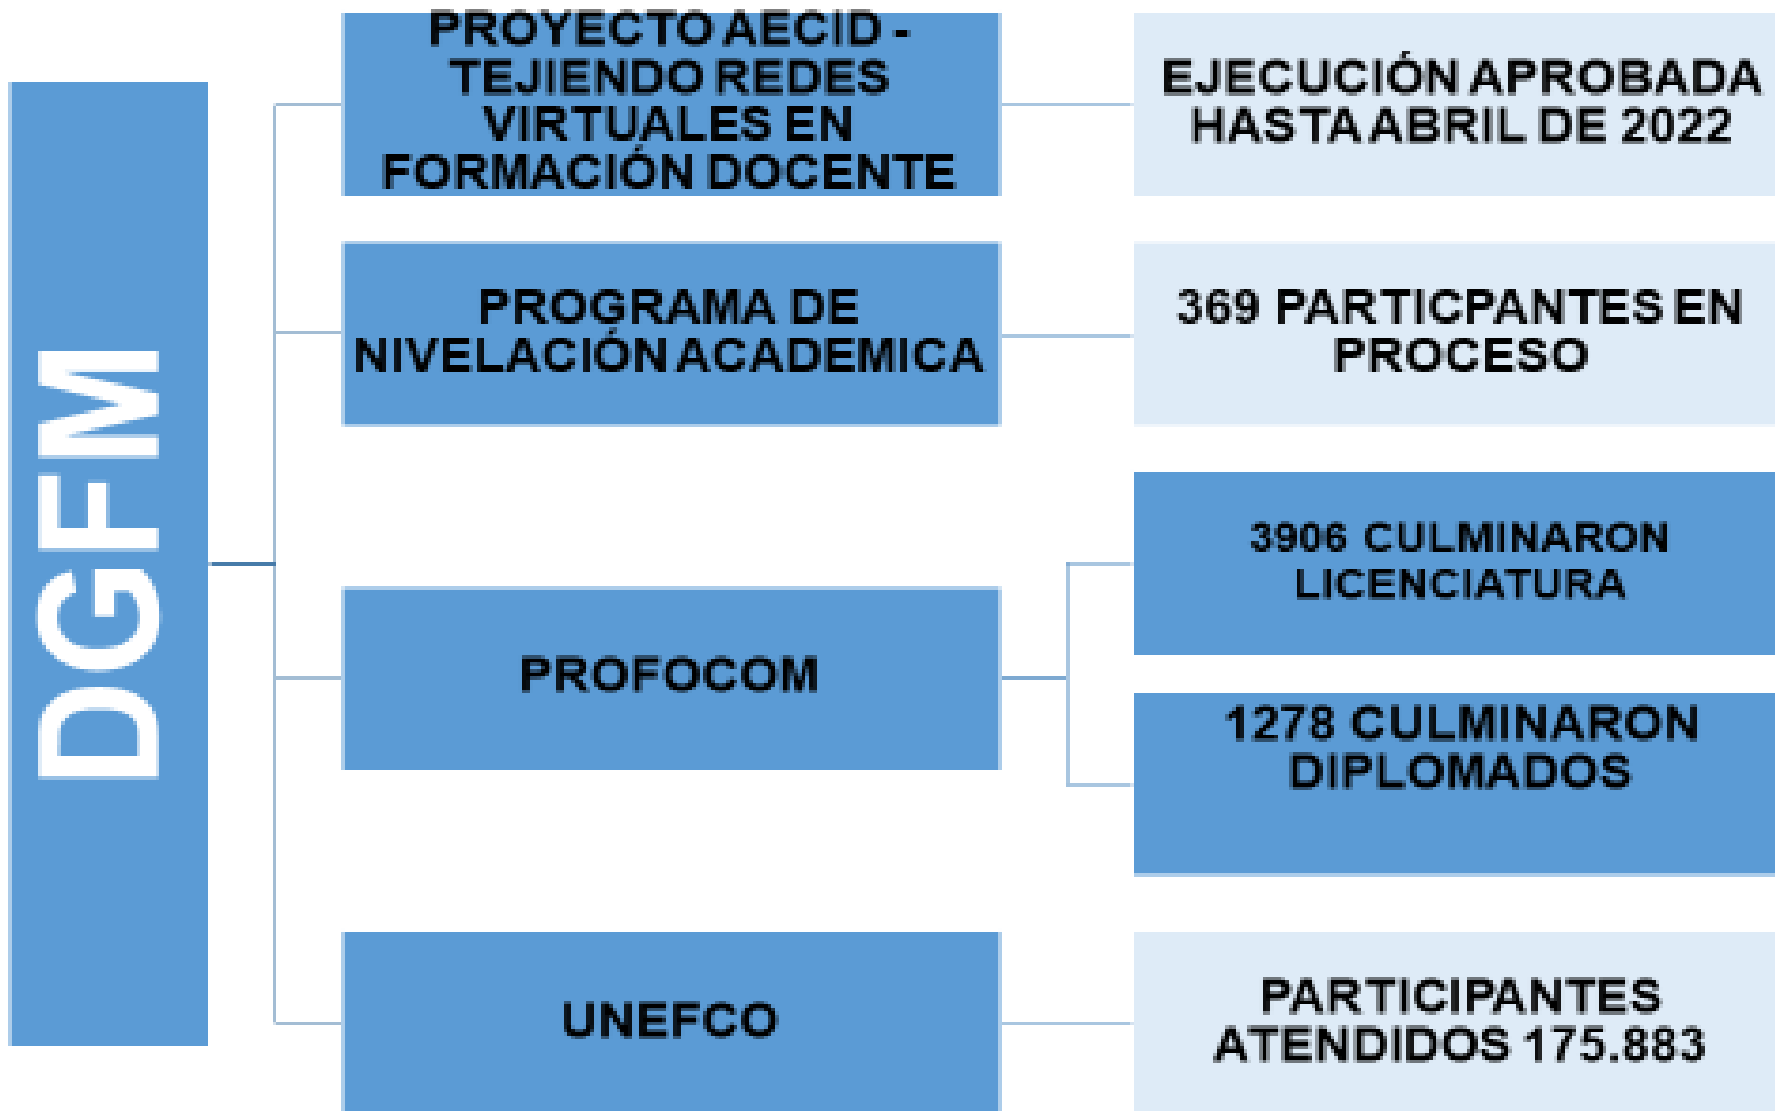 DGFM
PROYECTO AECID -
TEJIENDO REDES
VIRTUALES EN
FORMACIÓN DOCENTE
EJECUCIÓN APROBADA
HASTA ABRIL DE 2022
PROGRAMA DE
NIVELACIÓN ACADEMICA
369 PARTICPANTES EN
PROCESO
PROFOCOM
3906 CULMINARON
LICENCIATURA
1278 CULMINARON
DIPLOMADOS
UNEFCO
PARTICIPANTES
ATENDIDOS 175.883